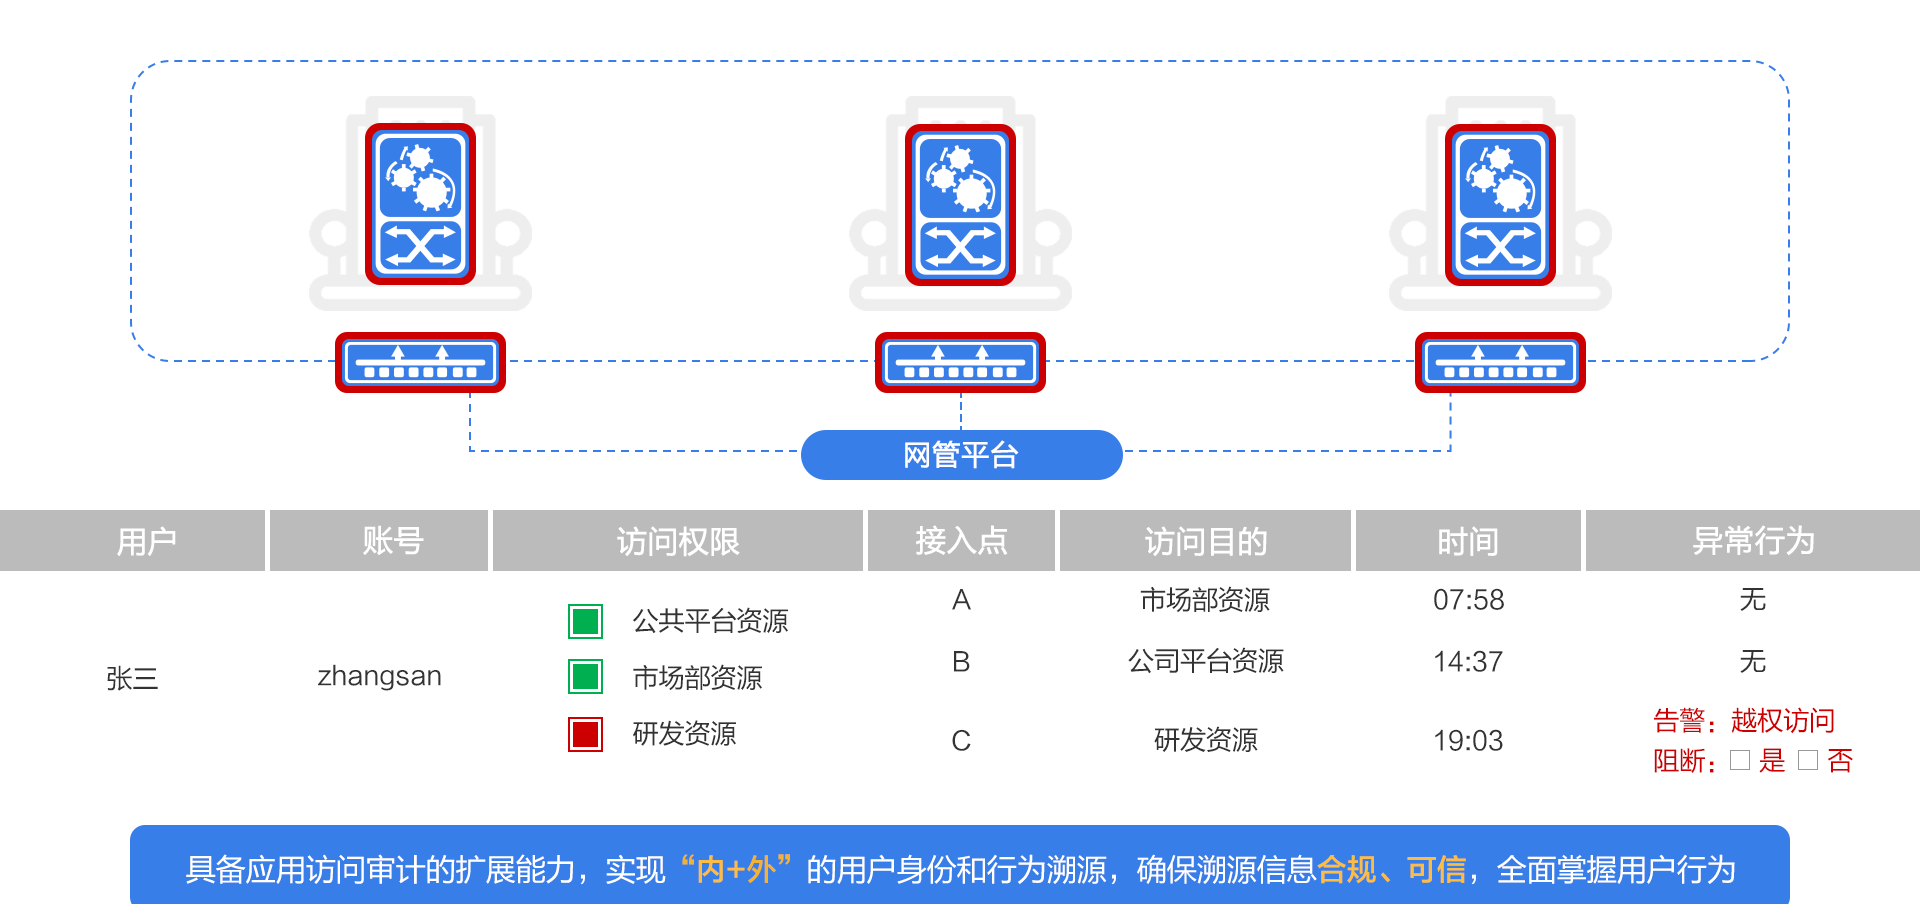 网管平台
用户 账号 访问权限 接入点 访问目的 时间 异常行为
张三 zhangsan
公共平台资源
市场部资源
研发资源
A 市场部资源 07:58 无
B 公司平台资源 14:37 无
C 研发资源 19:03
告警：越权访问
阻断：□ 是 □ 否
具备应用访问审计的扩展能力，实现“内+外”的用户身份和行为溯源，确保溯源信息合规、可信，全面掌握用户行为